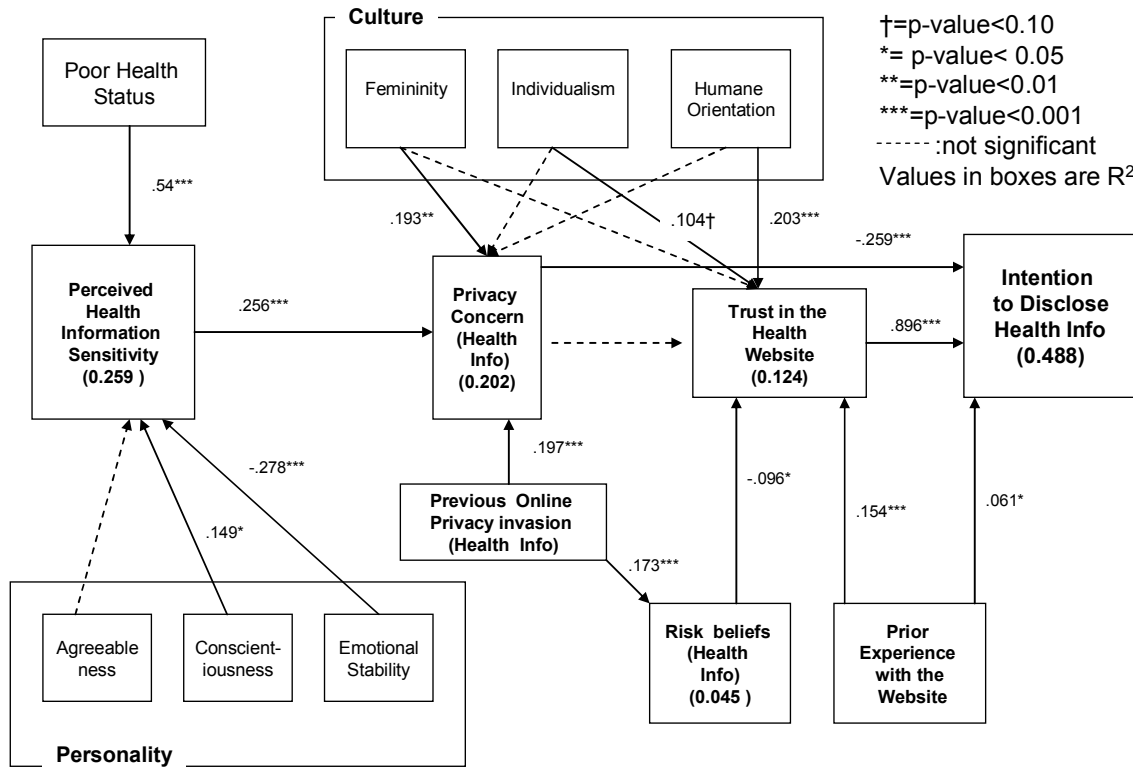 Culture
†=p-value<0.10
*= p-value< 0.05
**=p-value<0.01
***=p-value<0.001
------ :not significant
Values in boxes are R²
Poor Health
Status
Femininity
Individualism
Humane
Orientation
.54***
.193**
.104†
.203***
-.259***
Perceived
Health
Information
Sensitivity
(0.259 )
.256***
Privacy
Concern
(Health
Info)
(0.202)
Trust in the
Health
Website
(0.124)
.896***
Intention
to Disclose
Health Info
(0.488)
-.278***
.149*
.197***
Previous Online
Privacy invasion
(Health Info)
.173***
-.096*
.154***
.061*
Agreeable
ness
Conscient-
iousness
Emotional
Stability
Risk beliefs
(Health
Info)
(0.045 )
Prior
Experience
with the
Website
Personality